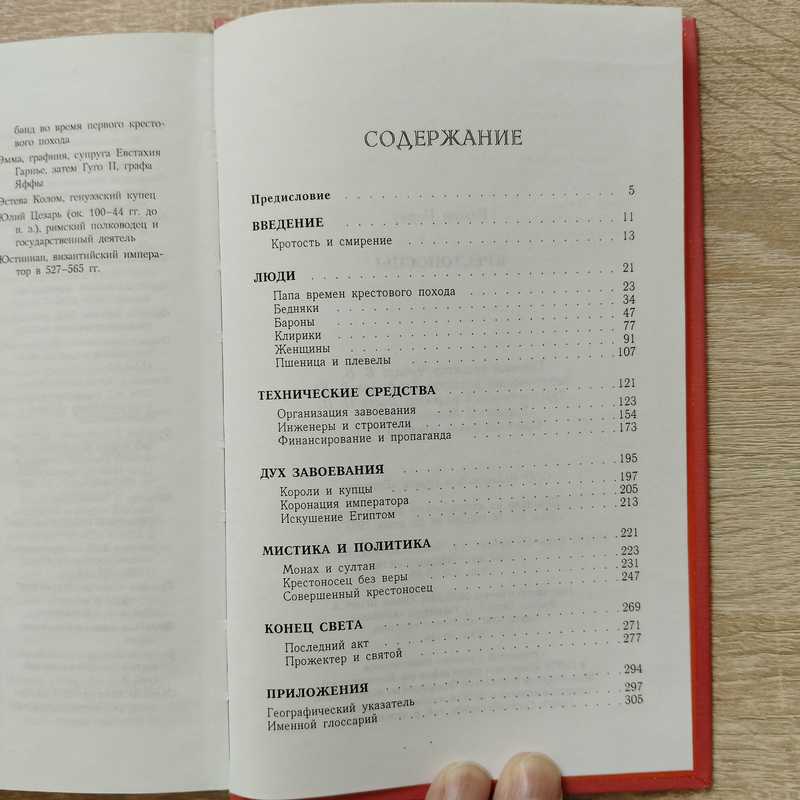 банд во время первого кресто-
вого похода
Эмма, графиня, супруга Евстахия
Гарнье, затем Гуго II, графа
Яффы
Эстева Колом, генуэзский купец
Юлий Цезарь (ок. 100–44 гг. до
н. э.), римский полководец и
государственный деятель
Юстиниан, византийский импера-
тор в 527–565 гг.
СОДЕРЖАНИЕ
Предисловие 5
ВВЕДЕНИЕ 11
Кротость и смирение 13
ЛЮДИ 21
Папа времен крестового похода 23
Бедняки 34
Бароны 47
Клирики 77
Женщины 91
Пшеница и плевелы 107
ТЕХНИЧЕСКИЕ СРЕДСТВА 121
Организация завоевания 123
Инженеры и строители 154
Финансирование и пропаганда 173
ДУХ ЗАВОЕВАНИЯ 195
Короли и купцы 197
Коронация императора 205
Искушение Египтом 213
МИСТИКА И ПОЛИТИКА 221
Монах и султан 223
Крестоносец без веры 231
Совершенный крестоносец 247
КОНЕЦ СВЕТА 269
Последний акт 271
Прожектер и святой 277
ПРИЛОЖЕНИЯ 294
Географический указатель 297
Именной глоссарий 305